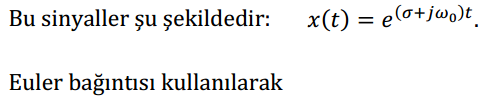 Bu sinyaller şu şekildedir: x(t) = e^{(σ+jω₀)t}.
Euler bağıntısı kullanılarak